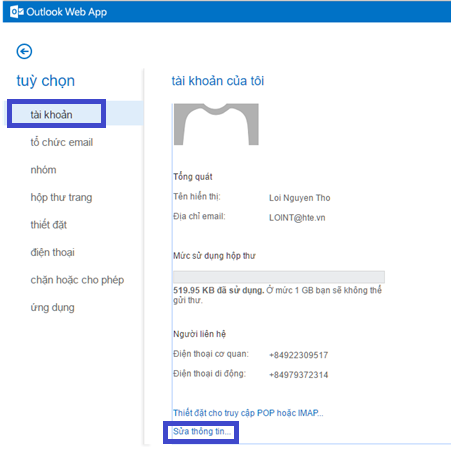 Outlook Web App
tuỳ chọn
tài khoản
tổ chức email
nhóm
hộp thư trang
thiết đặt
điện thoại
chặn hoặc cho phép
ứng dụng
tài khoản của tôi
Tổng quát
Tên hiển thị: Loi Nguyen Tho
Địa chỉ email: LOINT@hte.vn
Mức sử dụng hộp thư
519.95 KB đã sử dụng. Ở mức 1 GB bạn sẽ không thể
gửi thư.
Người liên hệ
Điện thoại cơ quan: +84922309517
Điện thoại di động: +84979372314
Thiết đặt cho truy cập POP hoặc IMAP...
Sửa thông tin...